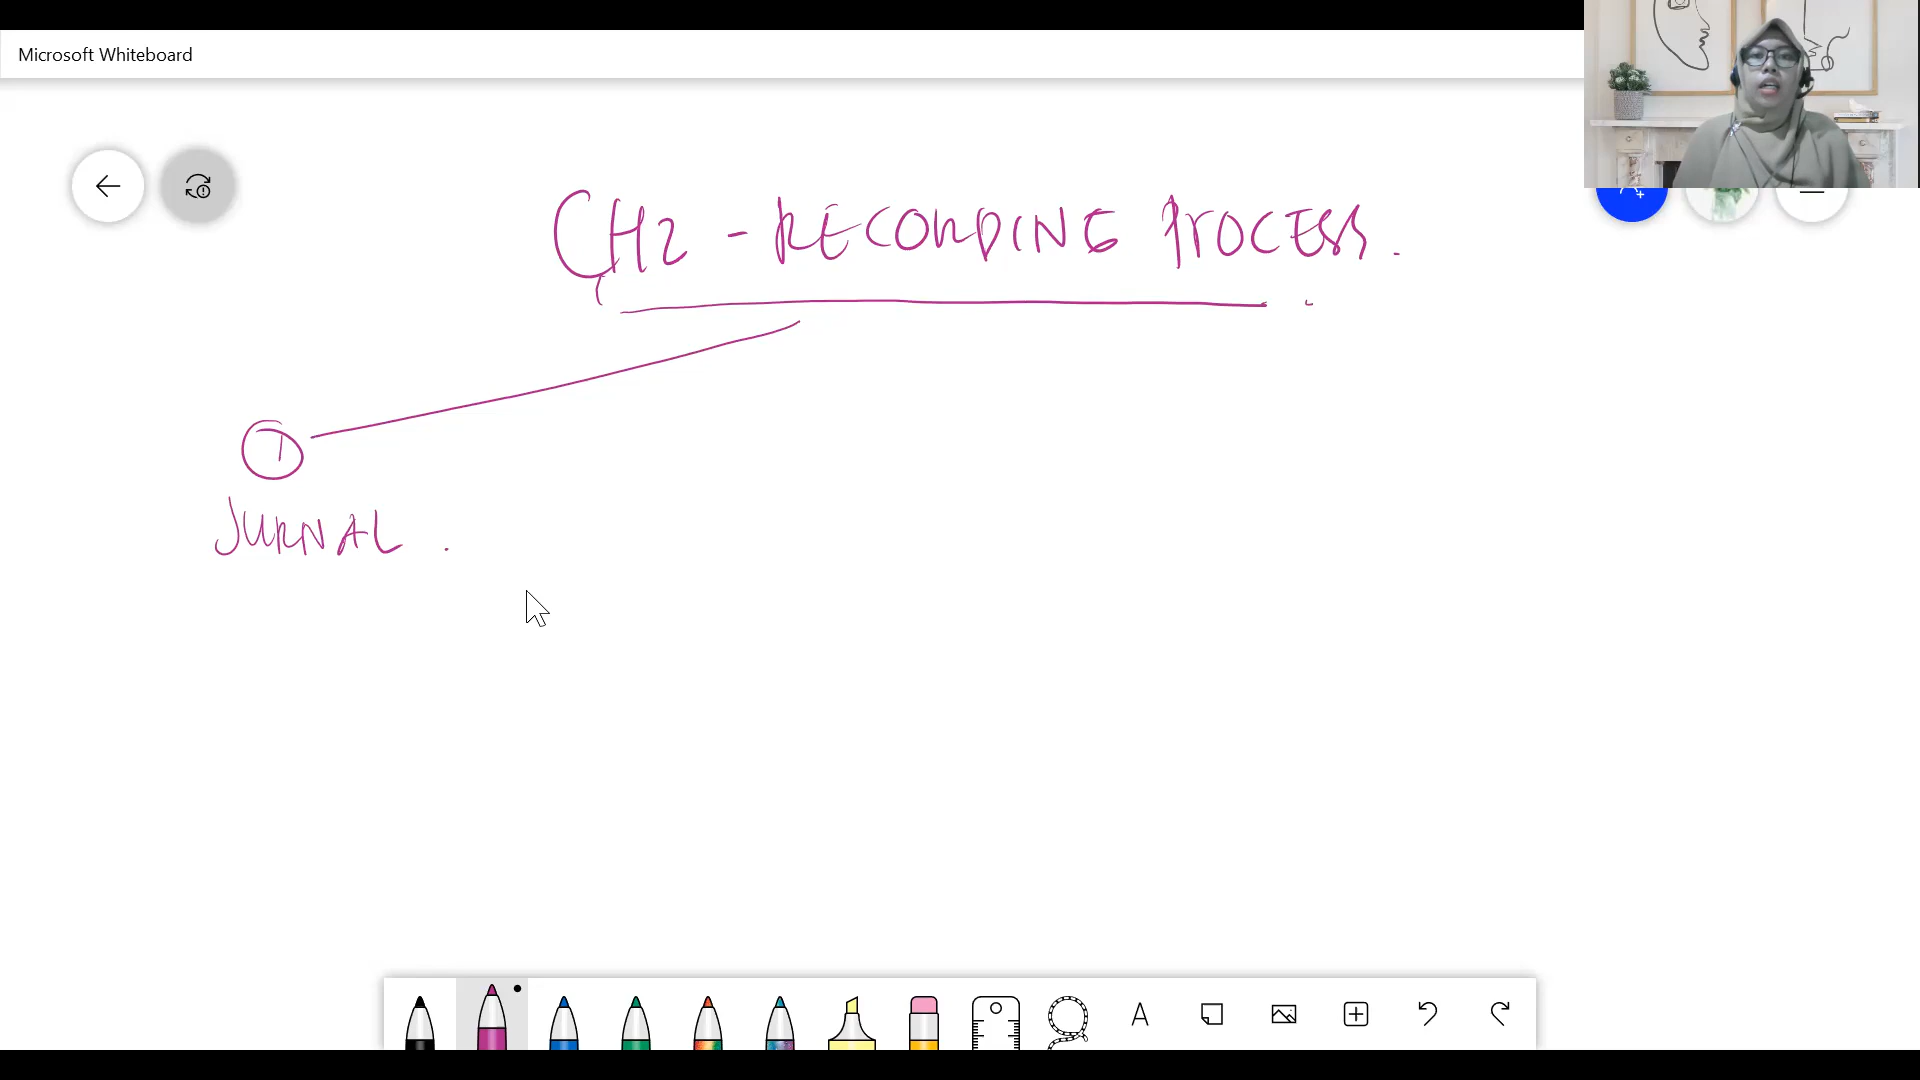 Microsoft Whiteboard
CH2 - RECORDING PROCESS.
1
JURNAL .